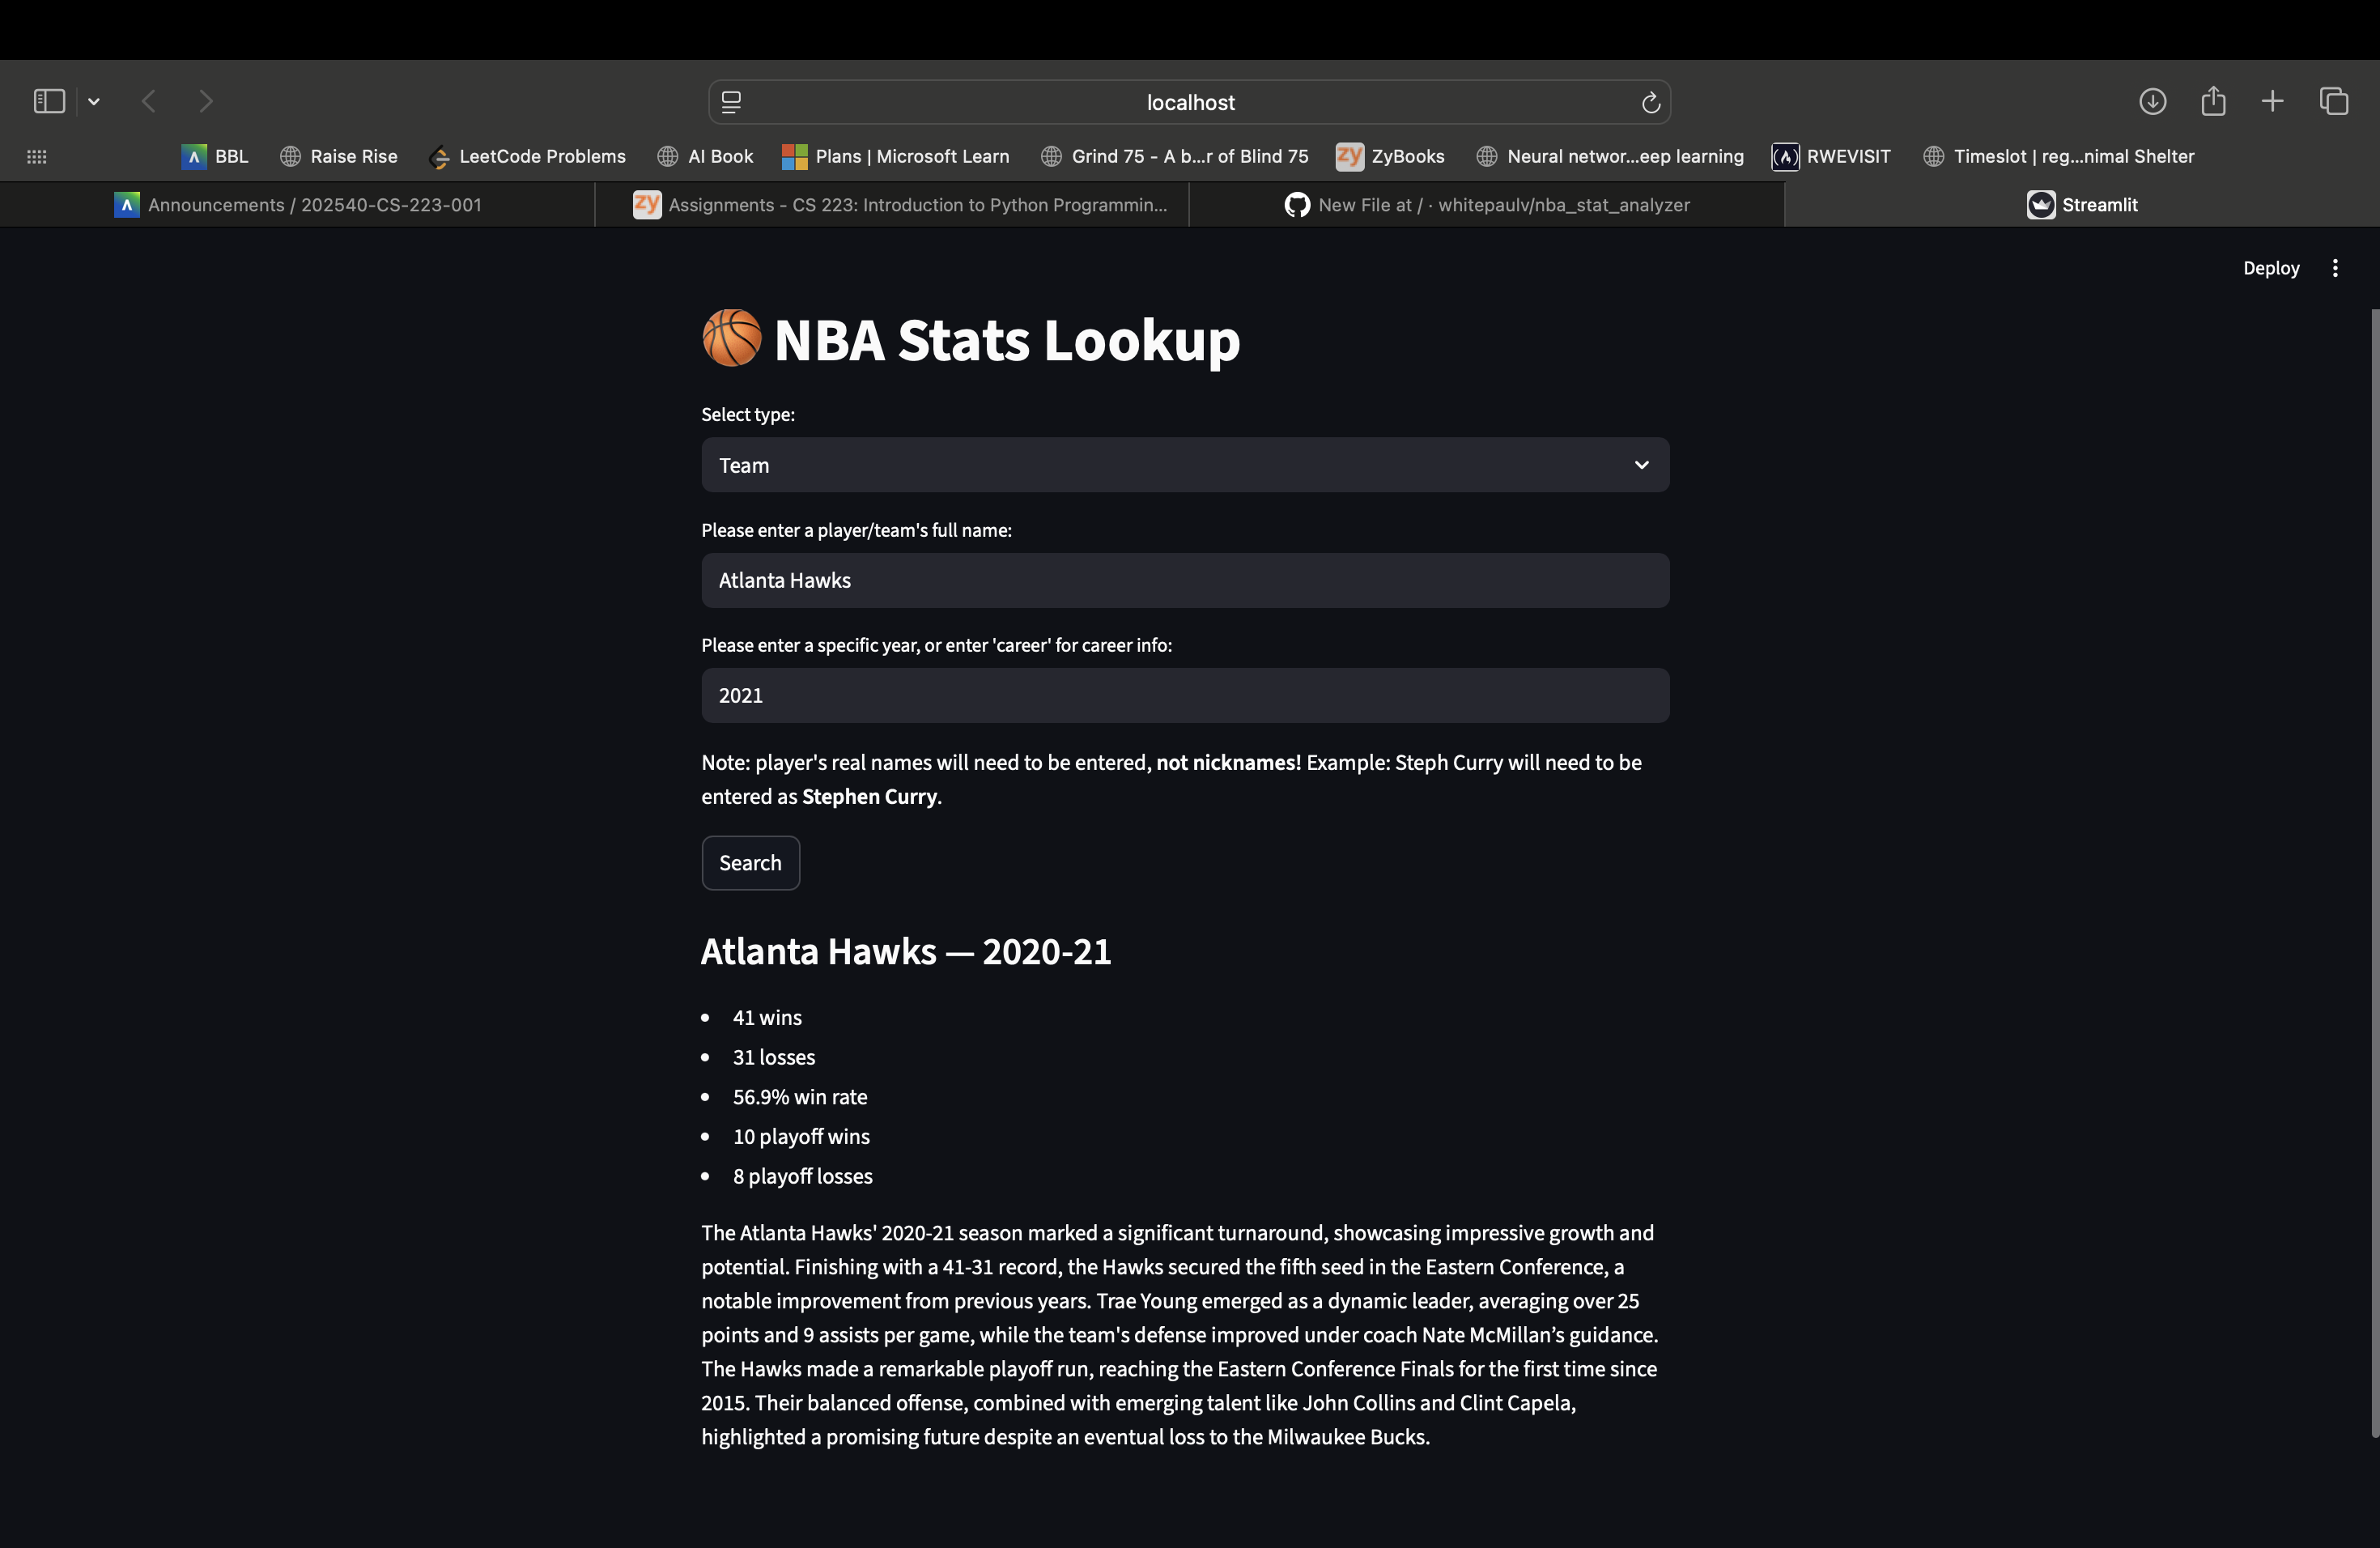 localhost
BBL Raise Rise LeetCode Problems AI Book Plans | Microsoft Learn Grind 75 - A b...r of Blind 75 zy ZyBooks Neural networ...eep learning RWEVISIT Timeslot | reg...nimal Shelter
Announcements / 202540-CS-223-001 zy Assignments - CS 223: Introduction to Python Programmin... New File at / · whitepaulv/nba_stat_analyzer Streamlit
Deploy
NBA Stats Lookup
Select type:
Team
Please enter a player/team's full name:
Atlanta Hawks
Please enter a specific year, or enter 'career' for career info:
2021
Note: player's real names will need to be entered, not nicknames! Example: Steph Curry will need to be
entered as Stephen Curry.
Search
Atlanta Hawks — 2020-21
• 41 wins
• 31 losses
• 56.9% win rate
• 10 playoff wins
• 8 playoff losses
The Atlanta Hawks' 2020-21 season marked a significant turnaround, showcasing impressive growth and
potential. Finishing with a 41-31 record, the Hawks secured the fifth seed in the Eastern Conference, a
notable improvement from previous years. Trae Young emerged as a dynamic leader, averaging over 25
points and 9 assists per game, while the team's defense improved under coach Nate McMillan’s guidance.
The Hawks made a remarkable playoff run, reaching the Eastern Conference Finals for the first time since
2015. Their balanced offense, combined with emerging talent like John Collins and Clint Capela,
highlighted a promising future despite an eventual loss to the Milwaukee Bucks.